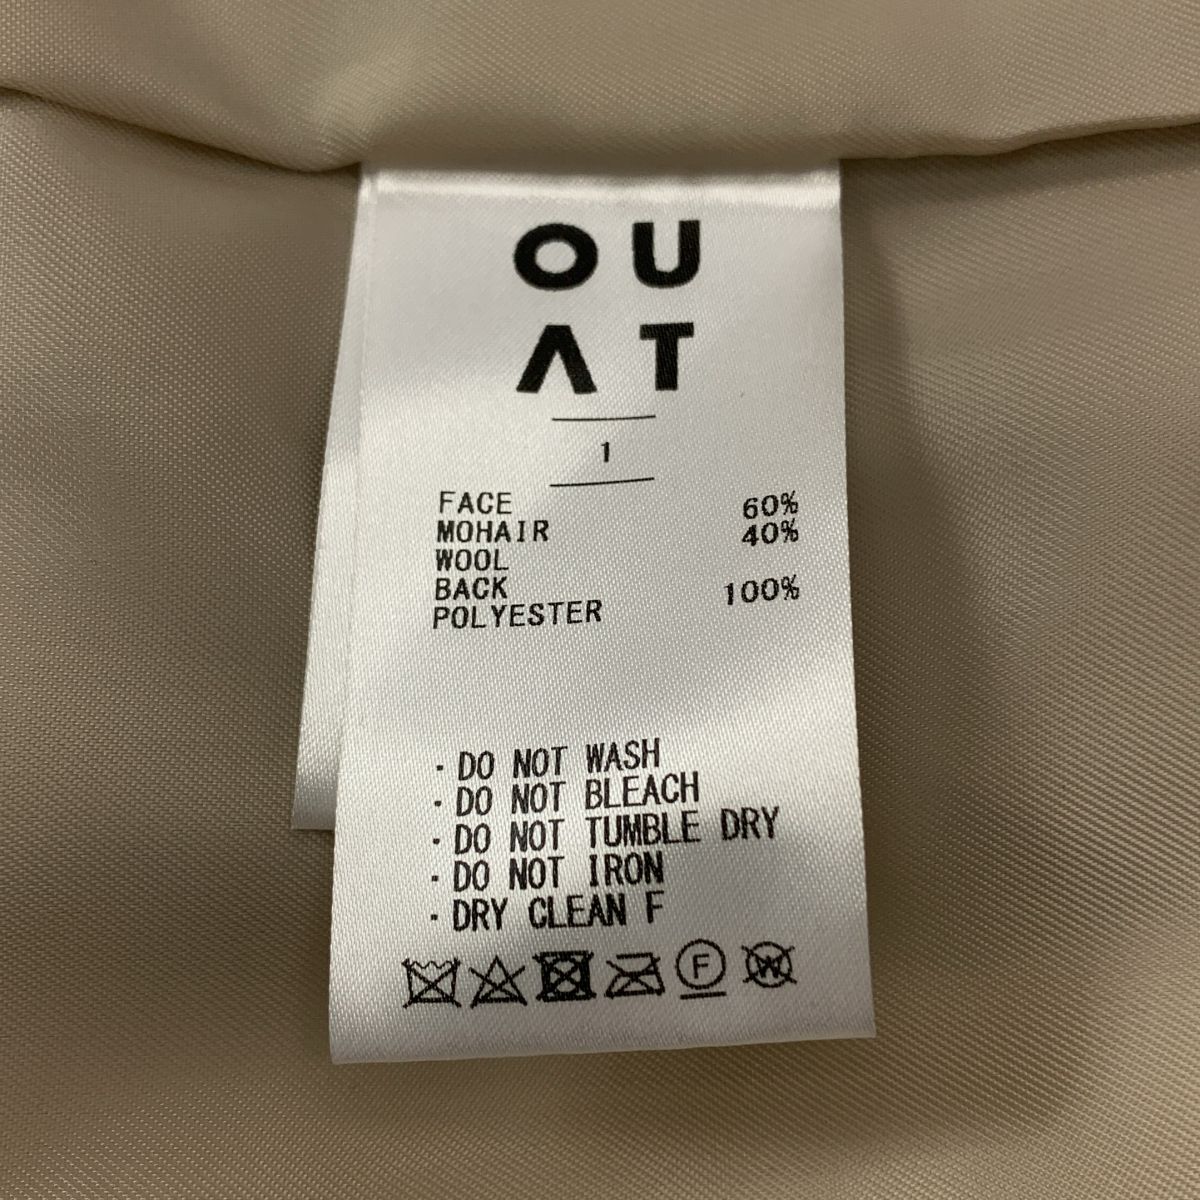 OU
AT
1
FACE 60%
MOHAIR 40%
WOOL
BACK 100%
POLYESTER
· DO NOT WASH
· DO NOT BLEACH
· DO NOT TUMBLE DRY
· DO NOT IRON
· DRY CLEAN F
F W